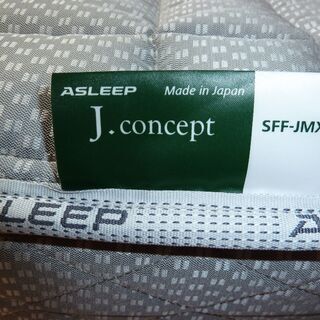 ASLEEP Made in Japan
J. concept
SFF-JMX
SLEEP A